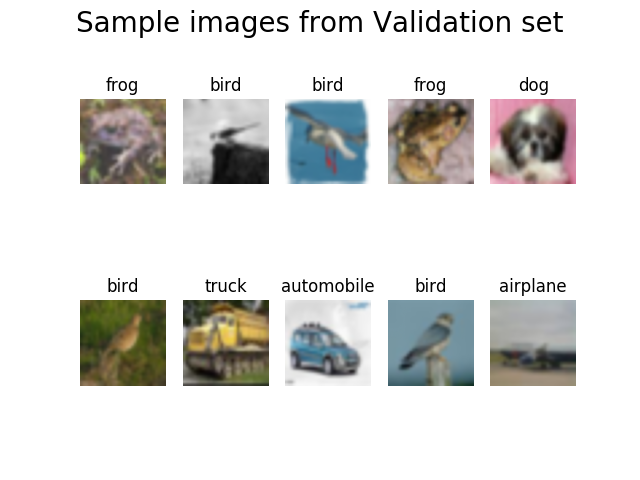 Sample images from Validation set
frog bird bird frog dog
bird truck automobile bird airplane